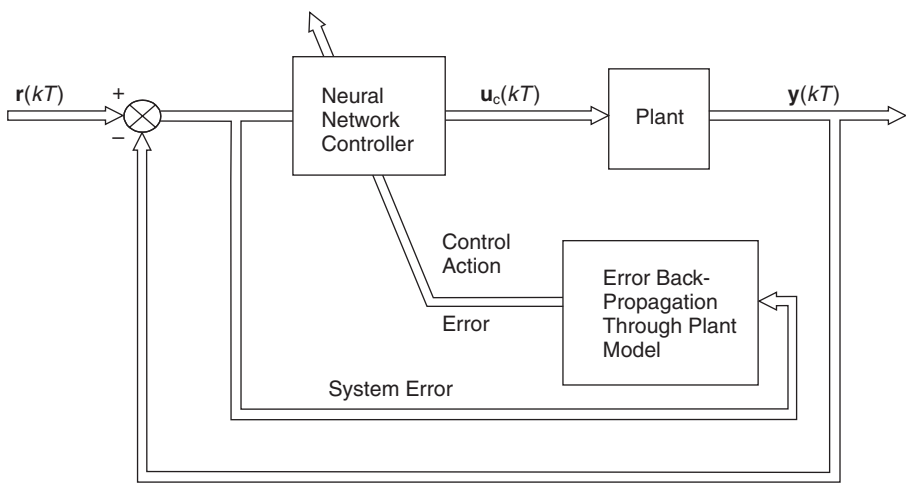 r(kT)
+
−
Neural
Network
Controller
u_c(kT)
Plant
y(kT)
Control
Action
Error
Error Back-
Propagation
Through Plant
Model
System Error